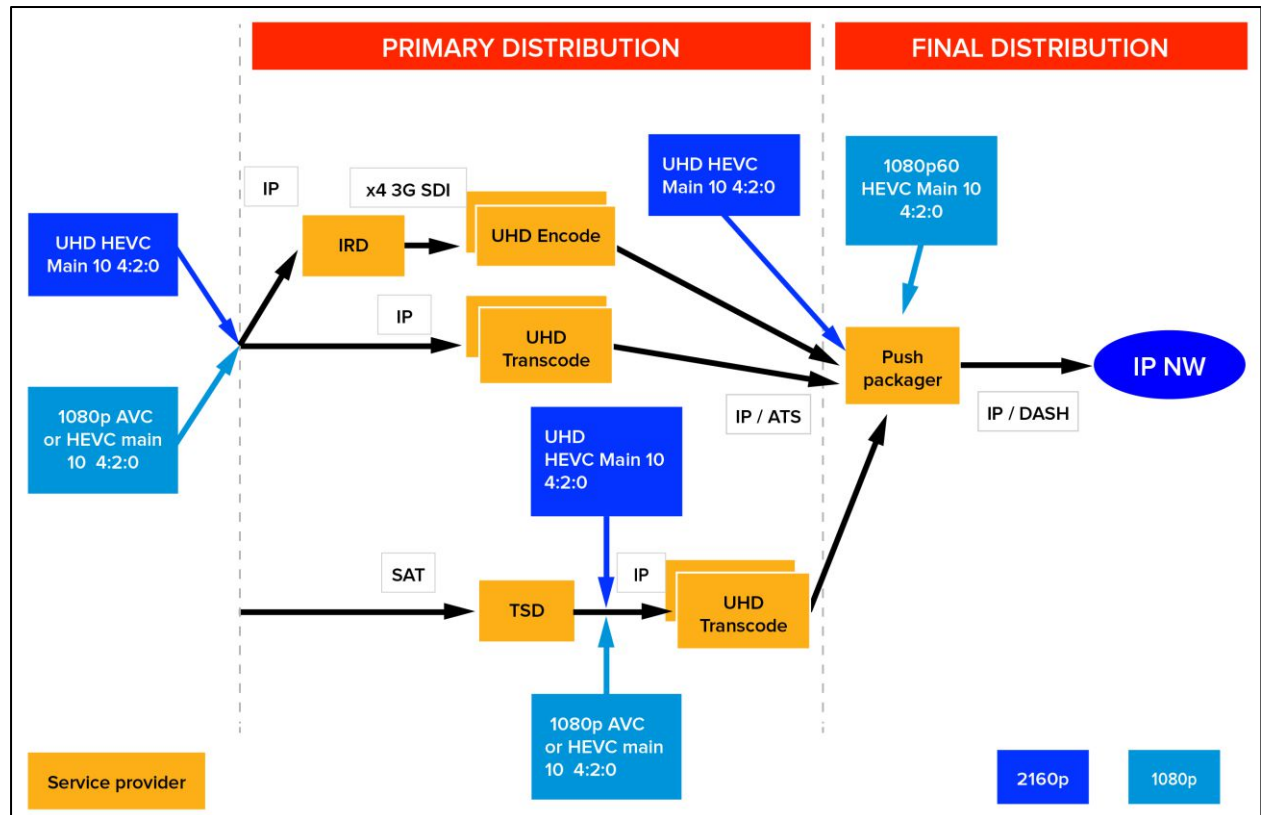 PRIMARY DISTRIBUTION
FINAL DISTRIBUTION
UHD HEVC
Main 10 4:2:0
1080p60
HEVC Main 10
4:2:0
IP
x4 3G SDI
UHD HEVC
Main 10 4:2:0
IRD
UHD Encode
IP
UHD
Transcode
Push
packager
IP NW
1080p AVC
or HEVC main
10 4:2:0
IP / ATS
IP / DASH
UHD
HEVC Main 10
4:2:0
SAT
IP
TSD
UHD
Transcode
1080p AVC
or HEVC main
10 4:2:0
Service provider
2160p
1080p